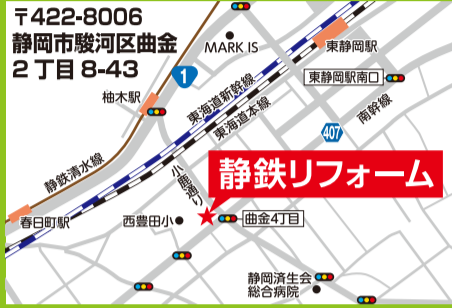 〒422-8006
静岡市駿河区曲金
2丁目8-43
MARK IS
東静岡駅
1
東静岡駅南口
柚木駅
東海道新幹線
東海道本線
南幹線
407
静鉄清水線
小鹿通り
静鉄リフォーム
春日町駅
西豊田小
曲金4丁目
静岡済生会
総合病院